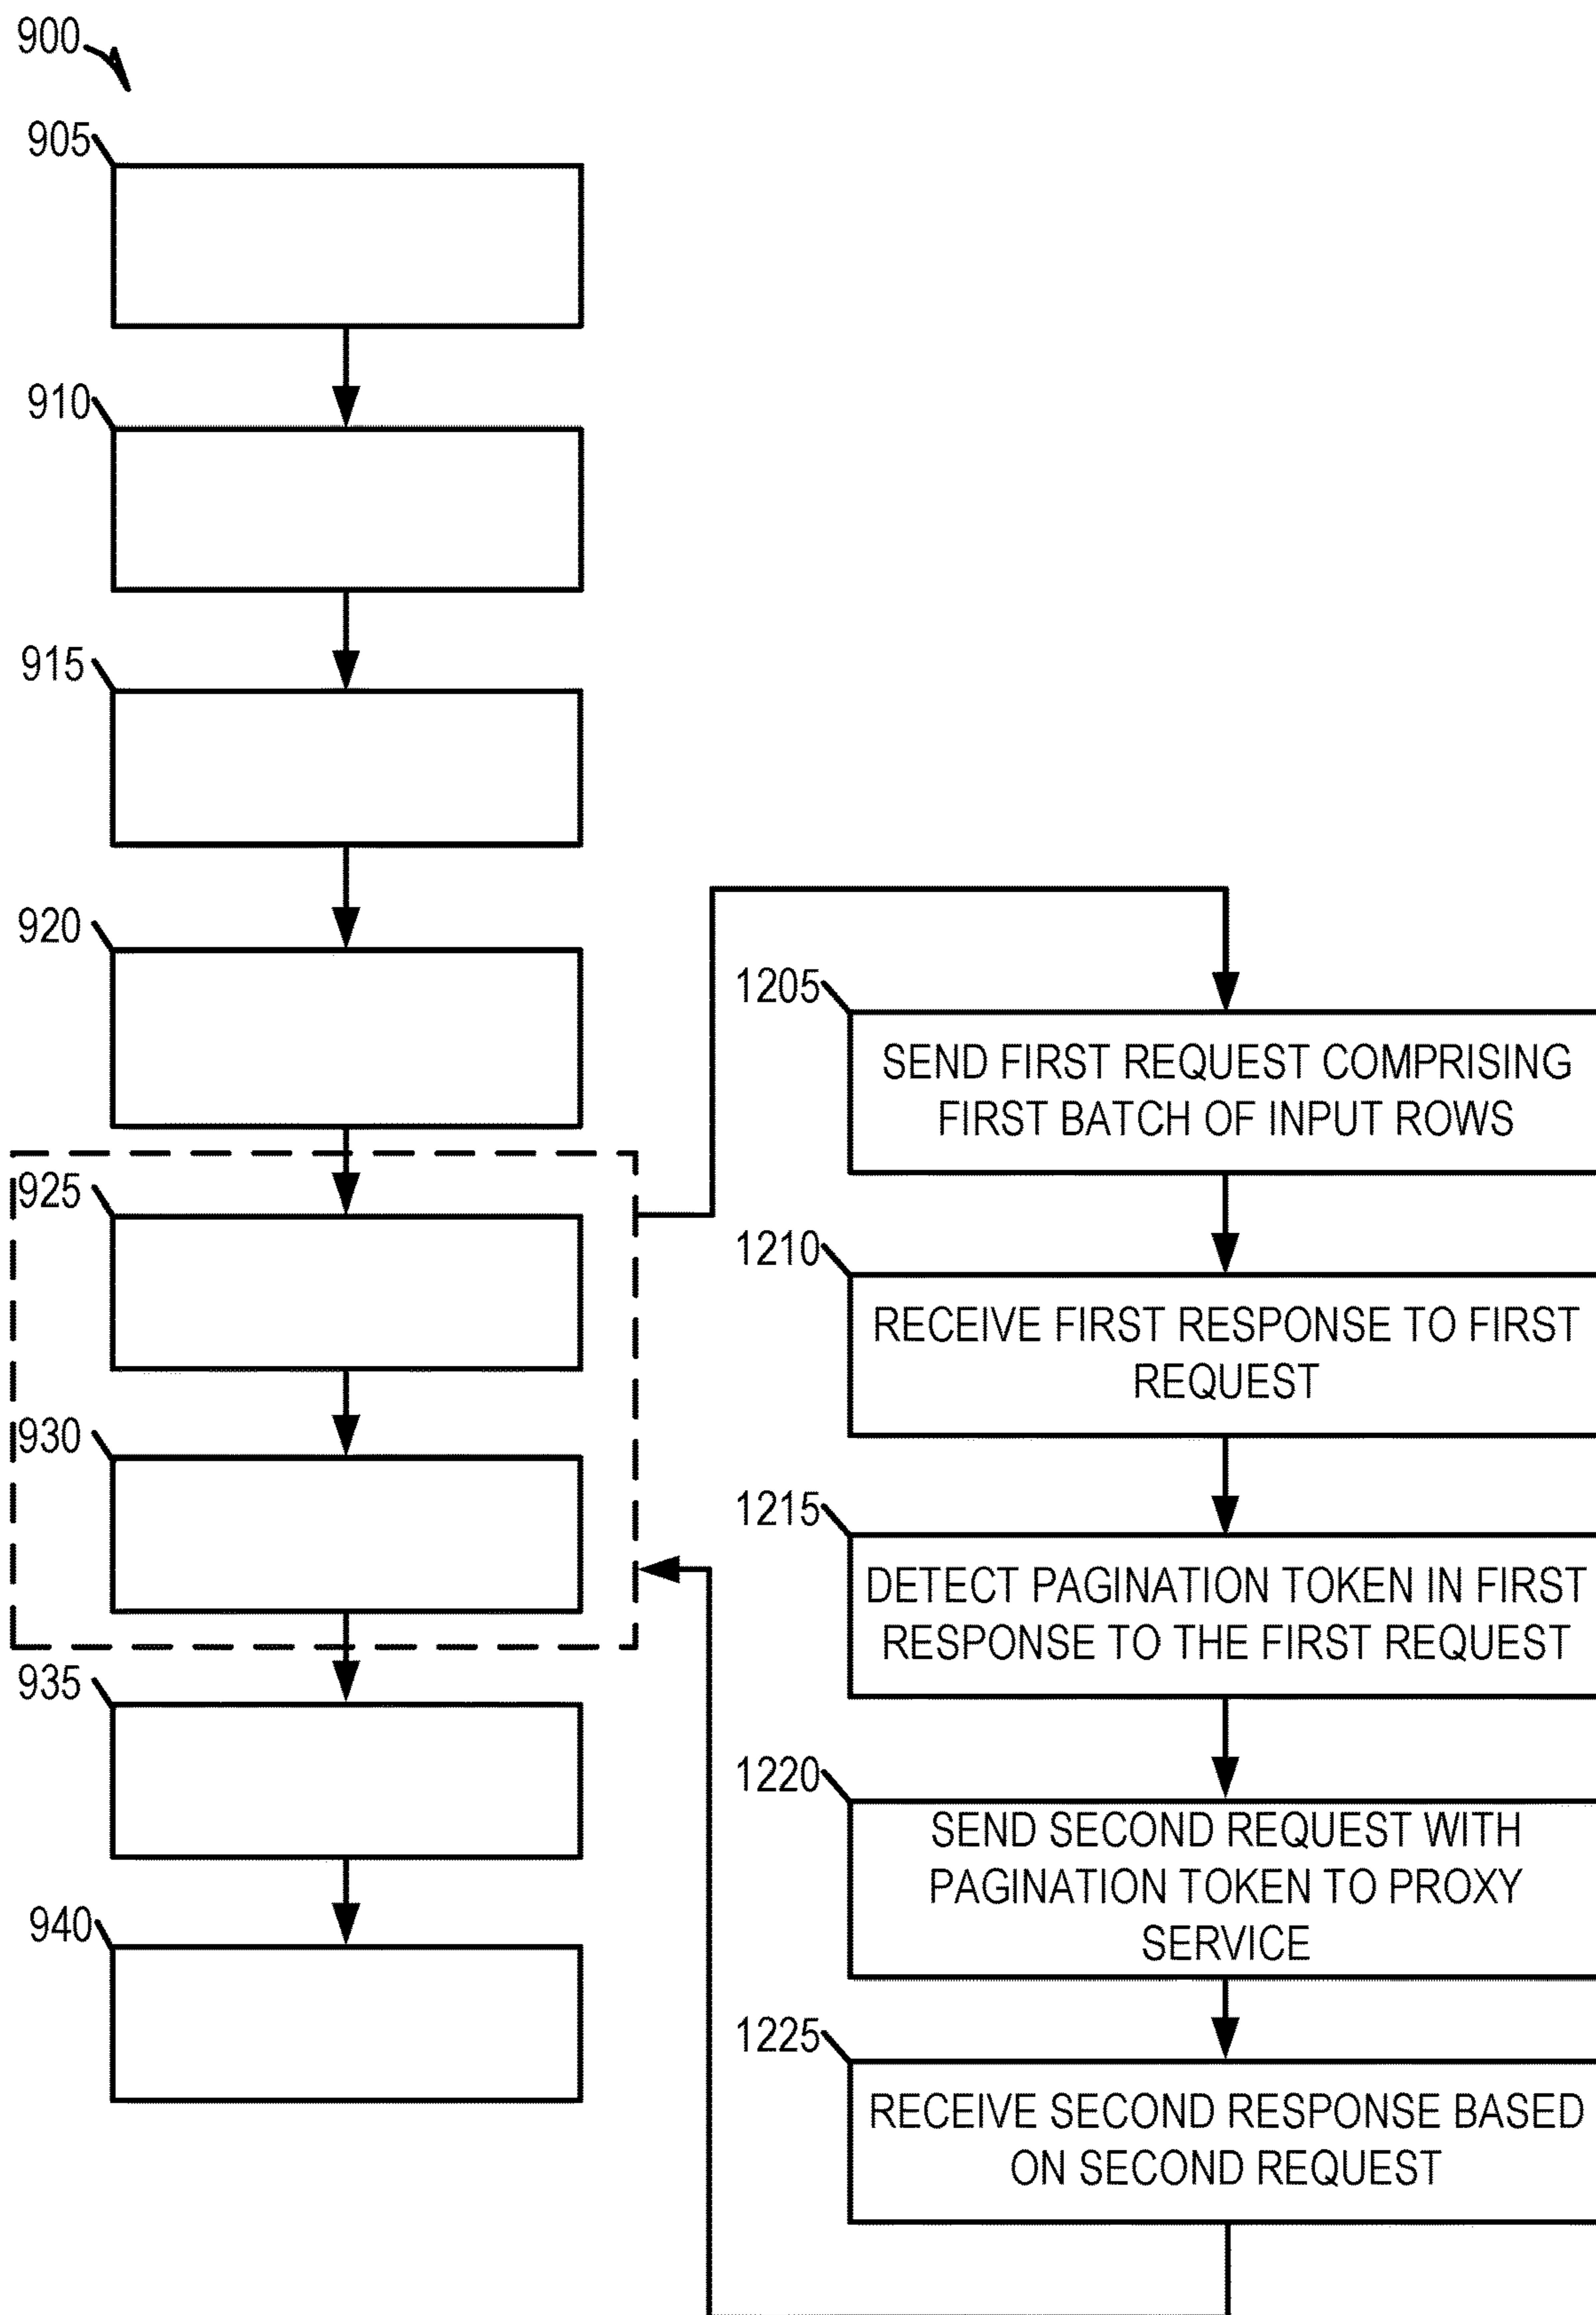 900
905
910
915
920
925
930
935
940
1205
SEND FIRST REQUEST COMPRISING
FIRST BATCH OF INPUT ROWS
1210
RECEIVE FIRST RESPONSE TO FIRST
REQUEST
1215
DETECT PAGINATION TOKEN IN FIRST
RESPONSE TO THE FIRST REQUEST
1220
SEND SECOND REQUEST WITH
PAGINATION TOKEN TO PROXY
SERVICE
1225
RECEIVE SECOND RESPONSE BASED
ON SECOND REQUEST